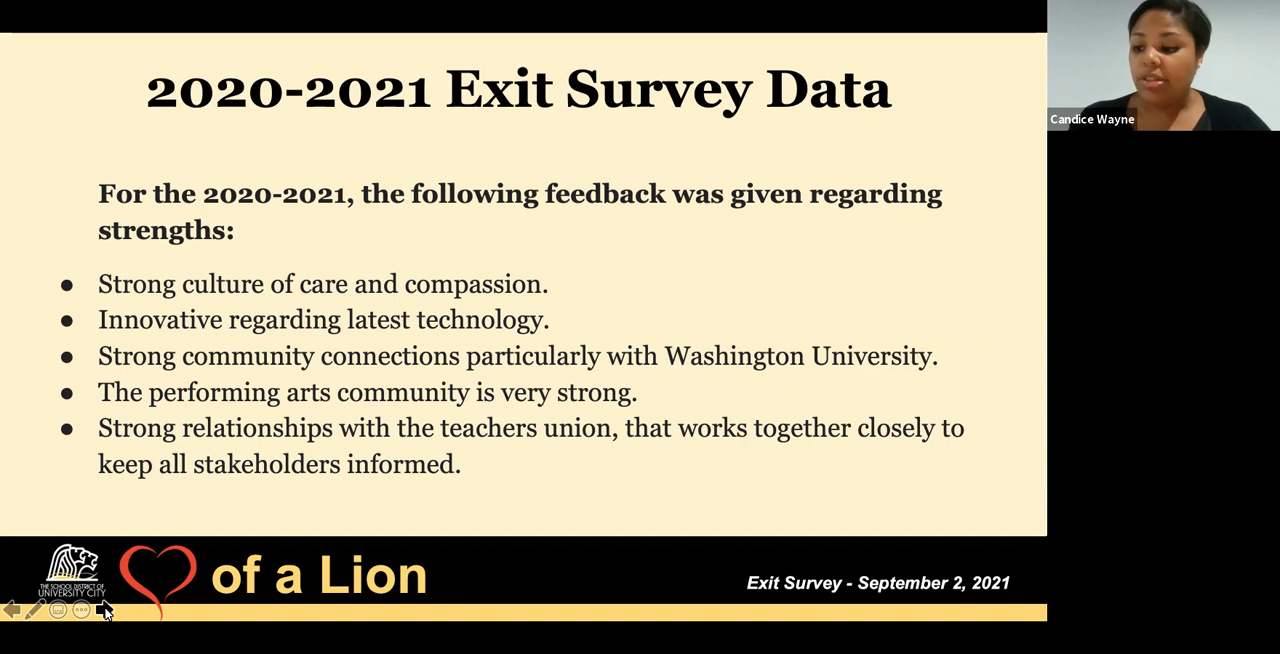 2020-2021 Exit Survey Data
Candice Wayne
For the 2020-2021, the following feedback was given regarding
strengths:
● Strong culture of care and compassion.
● Innovative regarding latest technology.
● Strong community connections particularly with Washington University.
● The performing arts community is very strong.
● Strong relationships with the teachers union, that works together closely to
keep all stakeholders informed.
THE SCHOOL DISTRICT OF
UNIVERSITY CITY
of a Lion
Exit Survey - September 2, 2021